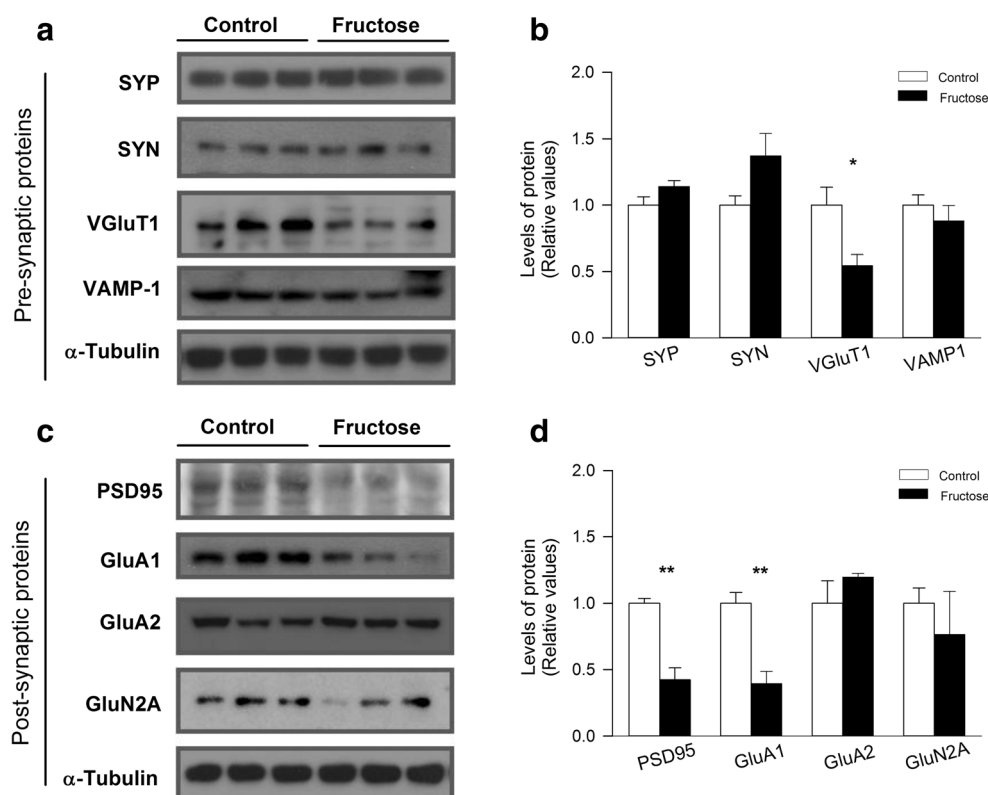 a
Control Fructose
Pre-synaptic proteins
SYP
SYN
VGluT1
VAMP-1
α-Tubulin
b
Control
Fructose
Levels of protein
(Relative values)
2.0
1.5
1.0
0.5
0.0
*
SYP SYN VGluT1 VAMP1
c
Control Fructose
Post-synaptic proteins
PSD95
GluA1
GluA2
GluN2A
α-Tubulin
d
Control
Fructose
Levels of protein
(Relative values)
2.0
1.5
1.0
0.5
0.0
** **
PSD95 GluA1 GluA2 GluN2A